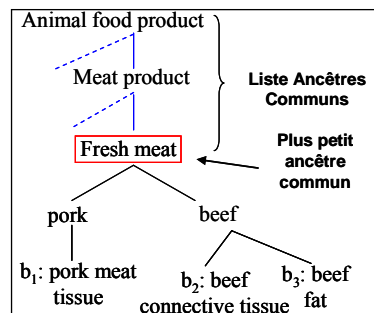 Animal food product
Meat product
Liste Ancêtres
Communs
Fresh meat
Plus petit
ancêtre
commun
pork
beef
b₁: pork meat
tissue
b₂: beef
connective tissue
b₃: beef
fat